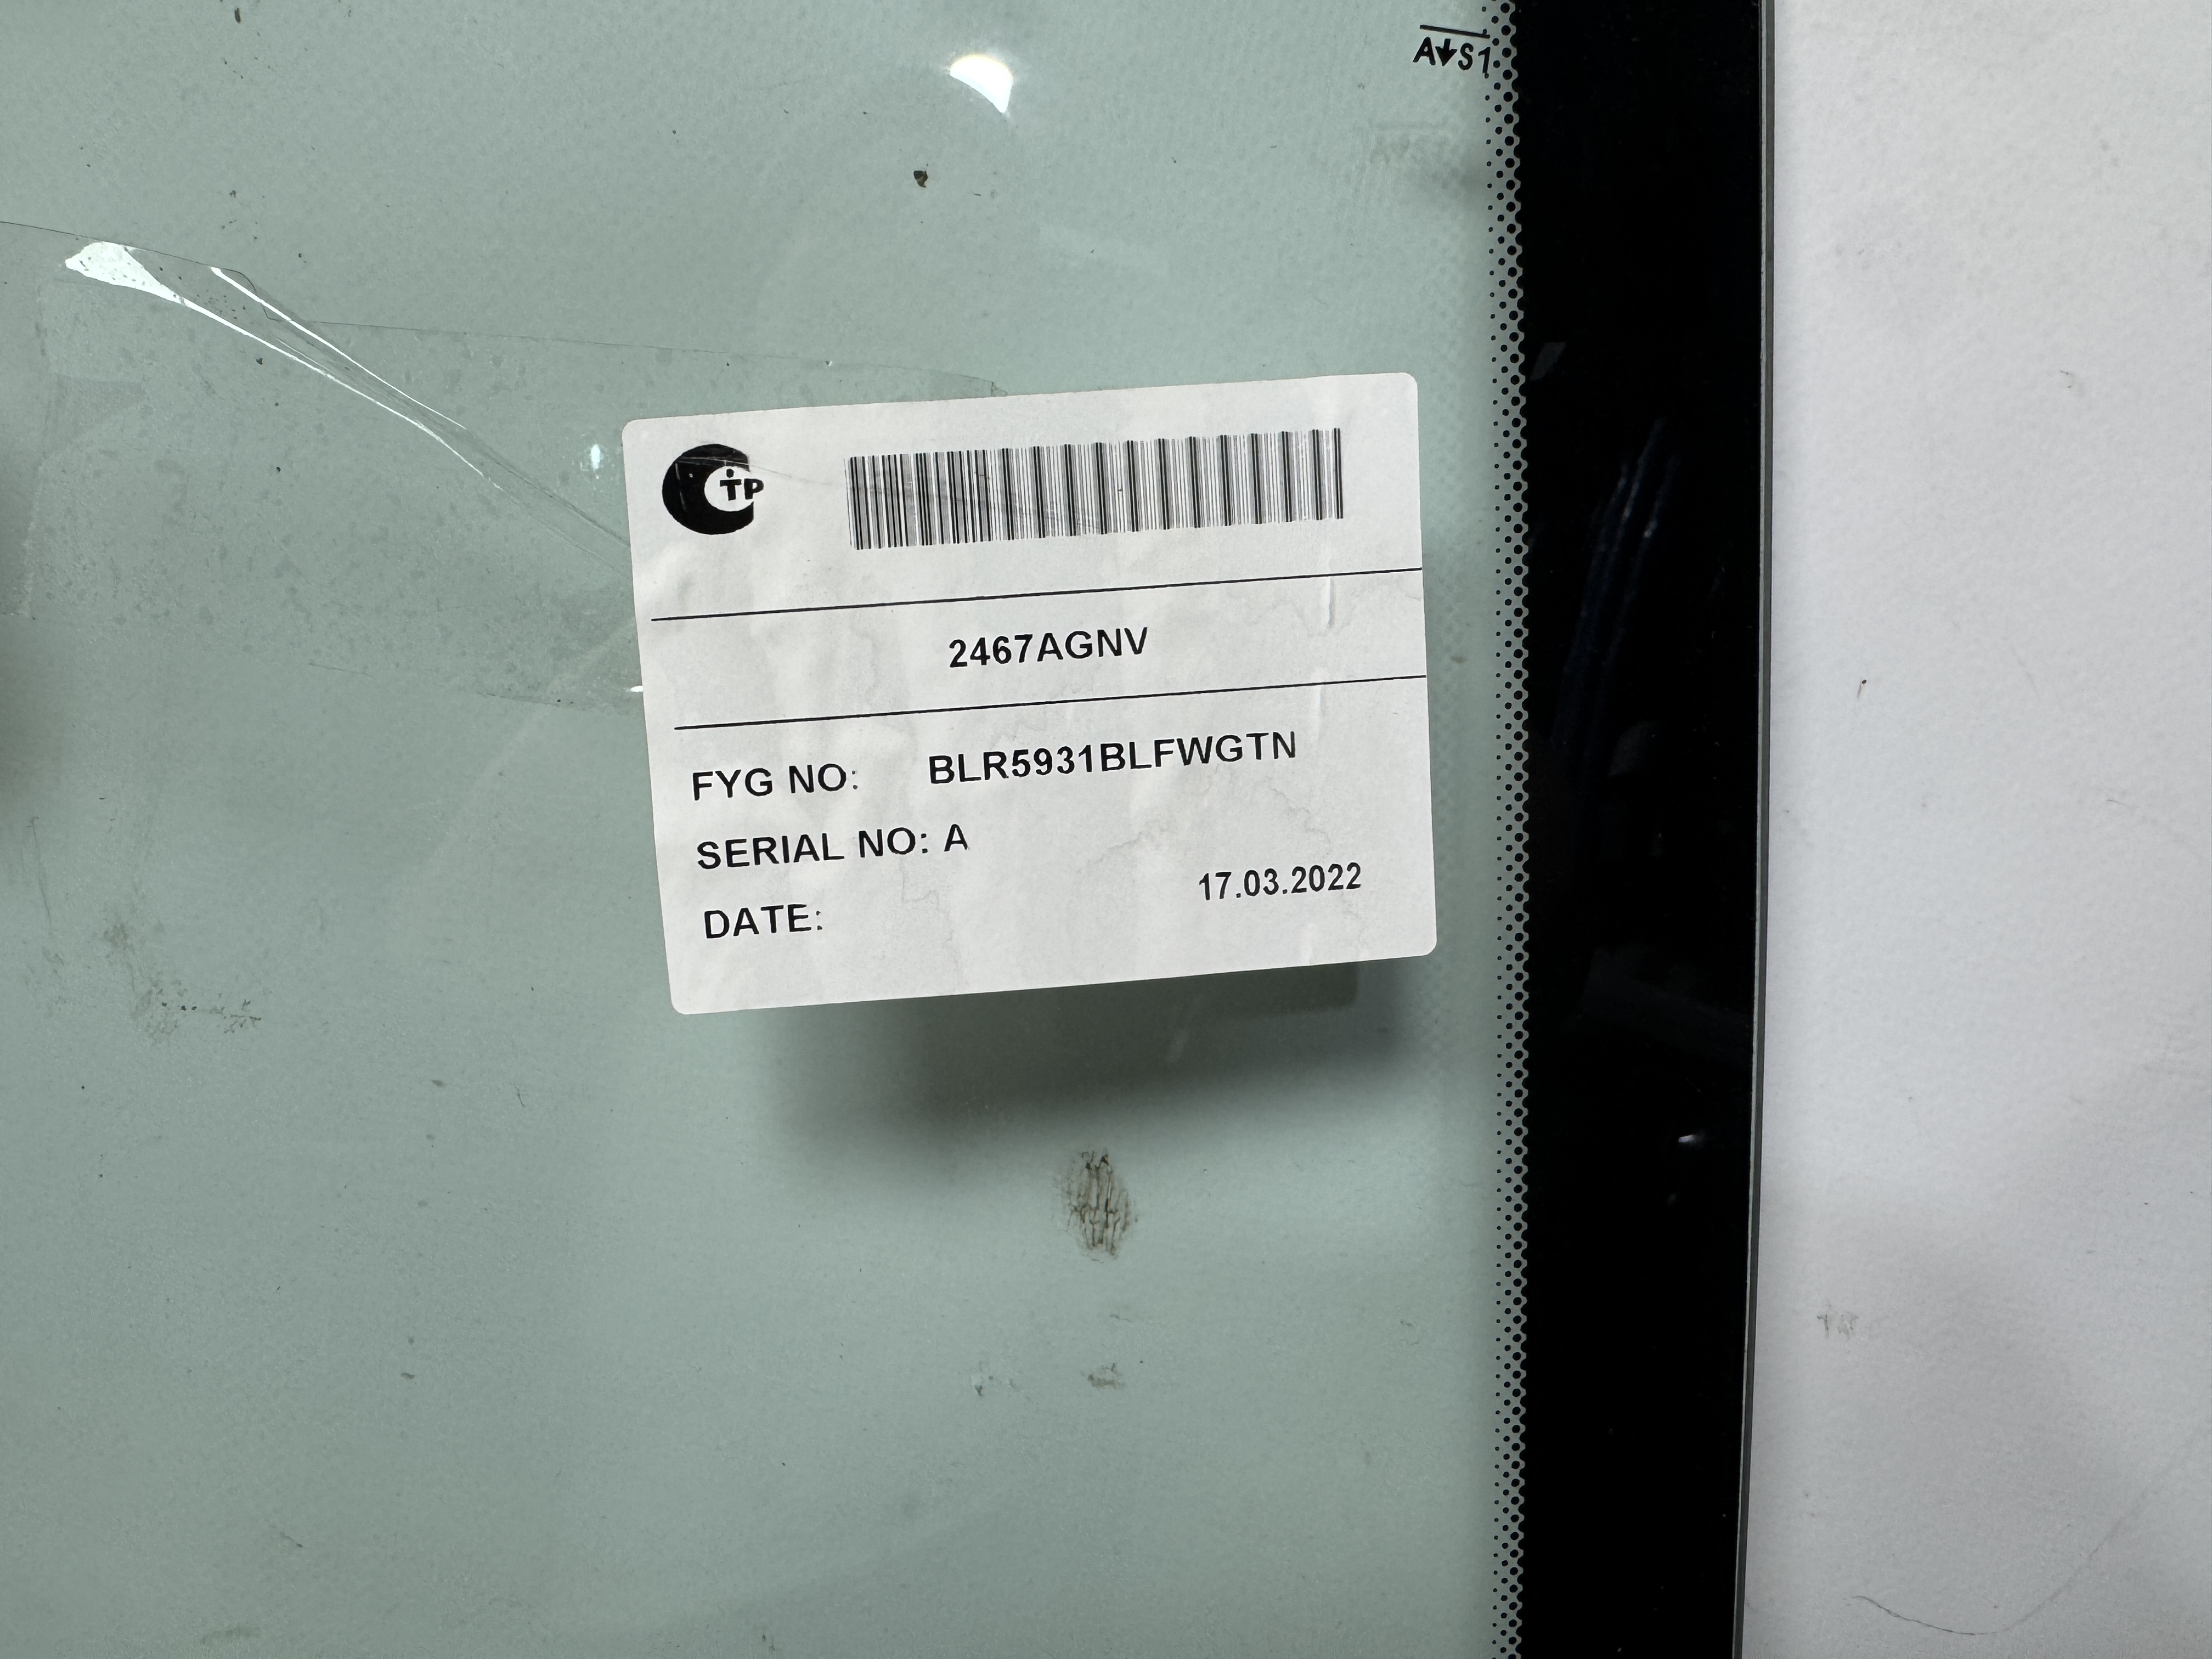 A↓S1
TP
2467AGNV
FYG NO: BLR5931BLFWGTN
SERIAL NO: A
17.03.2022
DATE: